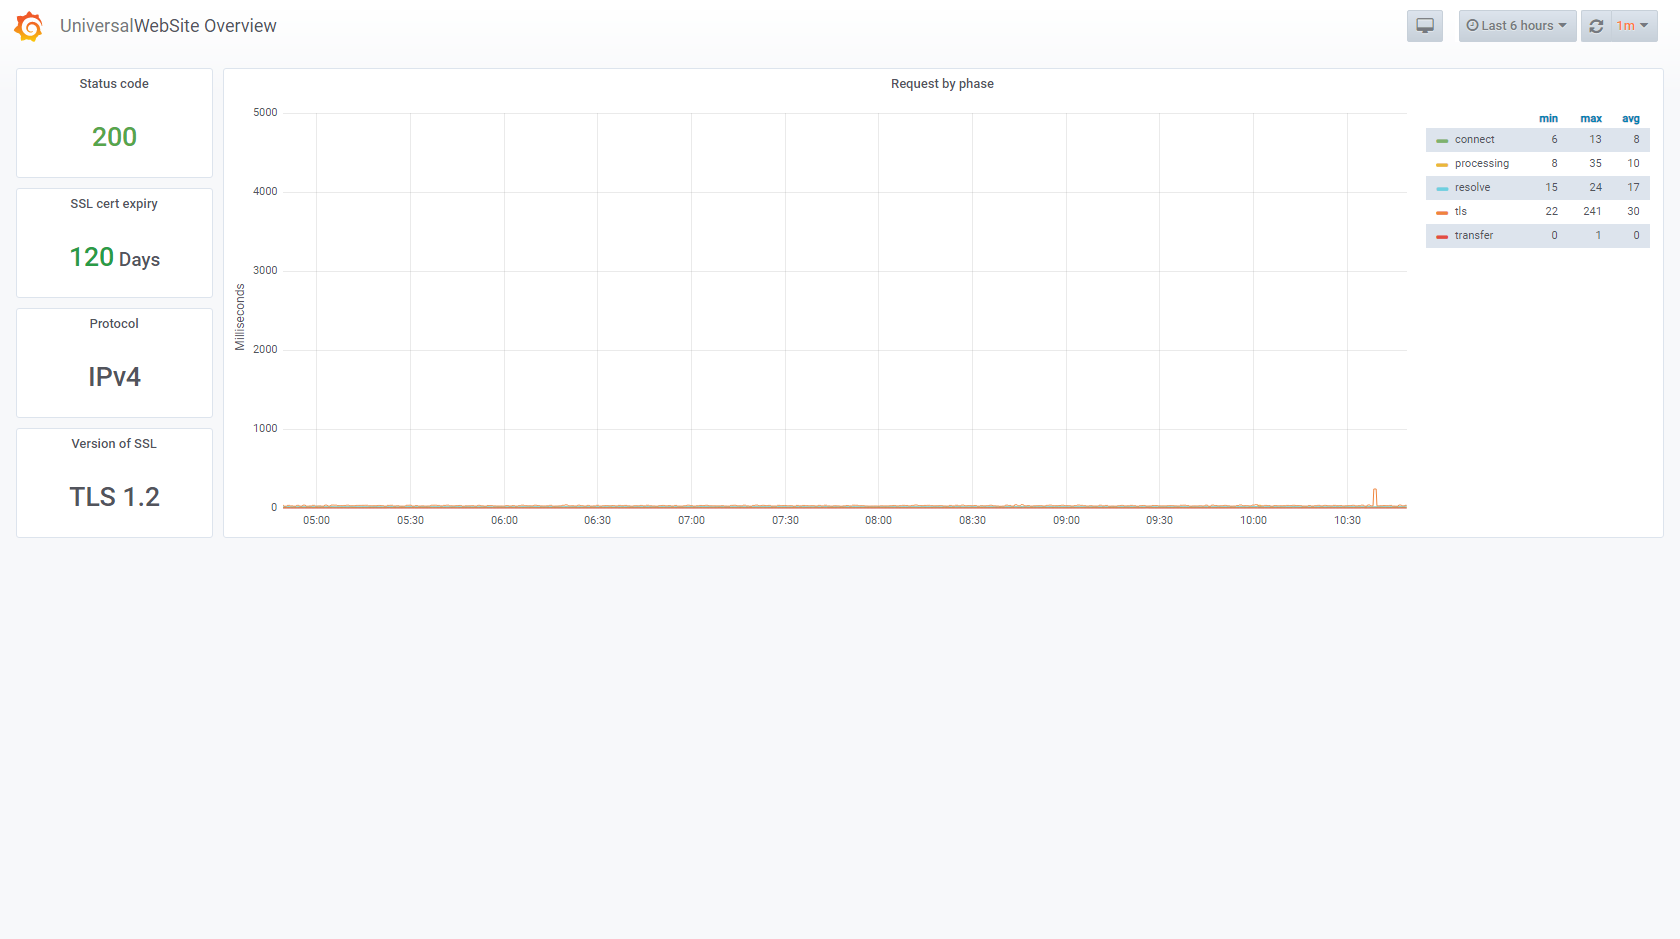 UniversalWebSite Overview
Last 6 hours
1m
Status code
200
SSL cert expiry
120 Days
Protocol
IPv4
Version of SSL
TLS 1.2
Request by phase
Milliseconds
5000
4000
3000
2000
1000
0
05:00 05:30 06:00 06:30 07:00 07:30 08:00 08:30 09:00 09:30 10:00 10:30
min max avg
connect 6 13 8
processing 8 35 10
resolve 15 24 17
tls 22 241 30
transfer 0 1 0